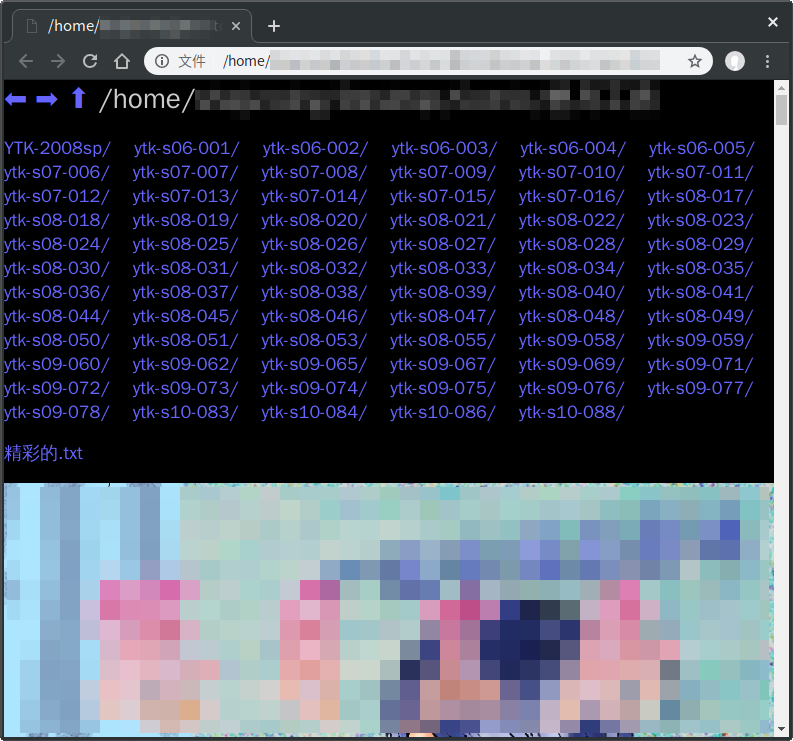 /home/
文件 /home/
/home/
YTK-2008sp/ ytk-s06-001/ ytk-s06-002/ ytk-s06-003/ ytk-s06-004/ ytk-s06-005/
ytk-s07-006/ ytk-s07-007/ ytk-s07-008/ ytk-s07-009/ ytk-s07-010/ ytk-s07-011/
ytk-s07-012/ ytk-s07-013/ ytk-s07-014/ ytk-s07-015/ ytk-s07-016/ ytk-s08-017/
ytk-s08-018/ ytk-s08-019/ ytk-s08-020/ ytk-s08-021/ ytk-s08-022/ ytk-s08-023/
ytk-s08-024/ ytk-s08-025/ ytk-s08-026/ ytk-s08-027/ ytk-s08-028/ ytk-s08-029/
ytk-s08-030/ ytk-s08-031/ ytk-s08-032/ ytk-s08-033/ ytk-s08-034/ ytk-s08-035/
ytk-s08-036/ ytk-s08-037/ ytk-s08-038/ ytk-s08-039/ ytk-s08-040/ ytk-s08-041/
ytk-s08-044/ ytk-s08-045/ ytk-s08-046/ ytk-s08-047/ ytk-s08-048/ ytk-s08-049/
ytk-s08-050/ ytk-s08-051/ ytk-s08-053/ ytk-s08-055/ ytk-s09-058/ ytk-s09-059/
ytk-s09-060/ ytk-s09-062/ ytk-s09-065/ ytk-s09-067/ ytk-s09-069/ ytk-s09-071/
ytk-s09-072/ ytk-s09-073/ ytk-s09-074/ ytk-s09-075/ ytk-s09-076/ ytk-s09-077/
ytk-s09-078/ ytk-s10-083/ ytk-s10-084/ ytk-s10-086/ ytk-s10-088/
精彩的.txt